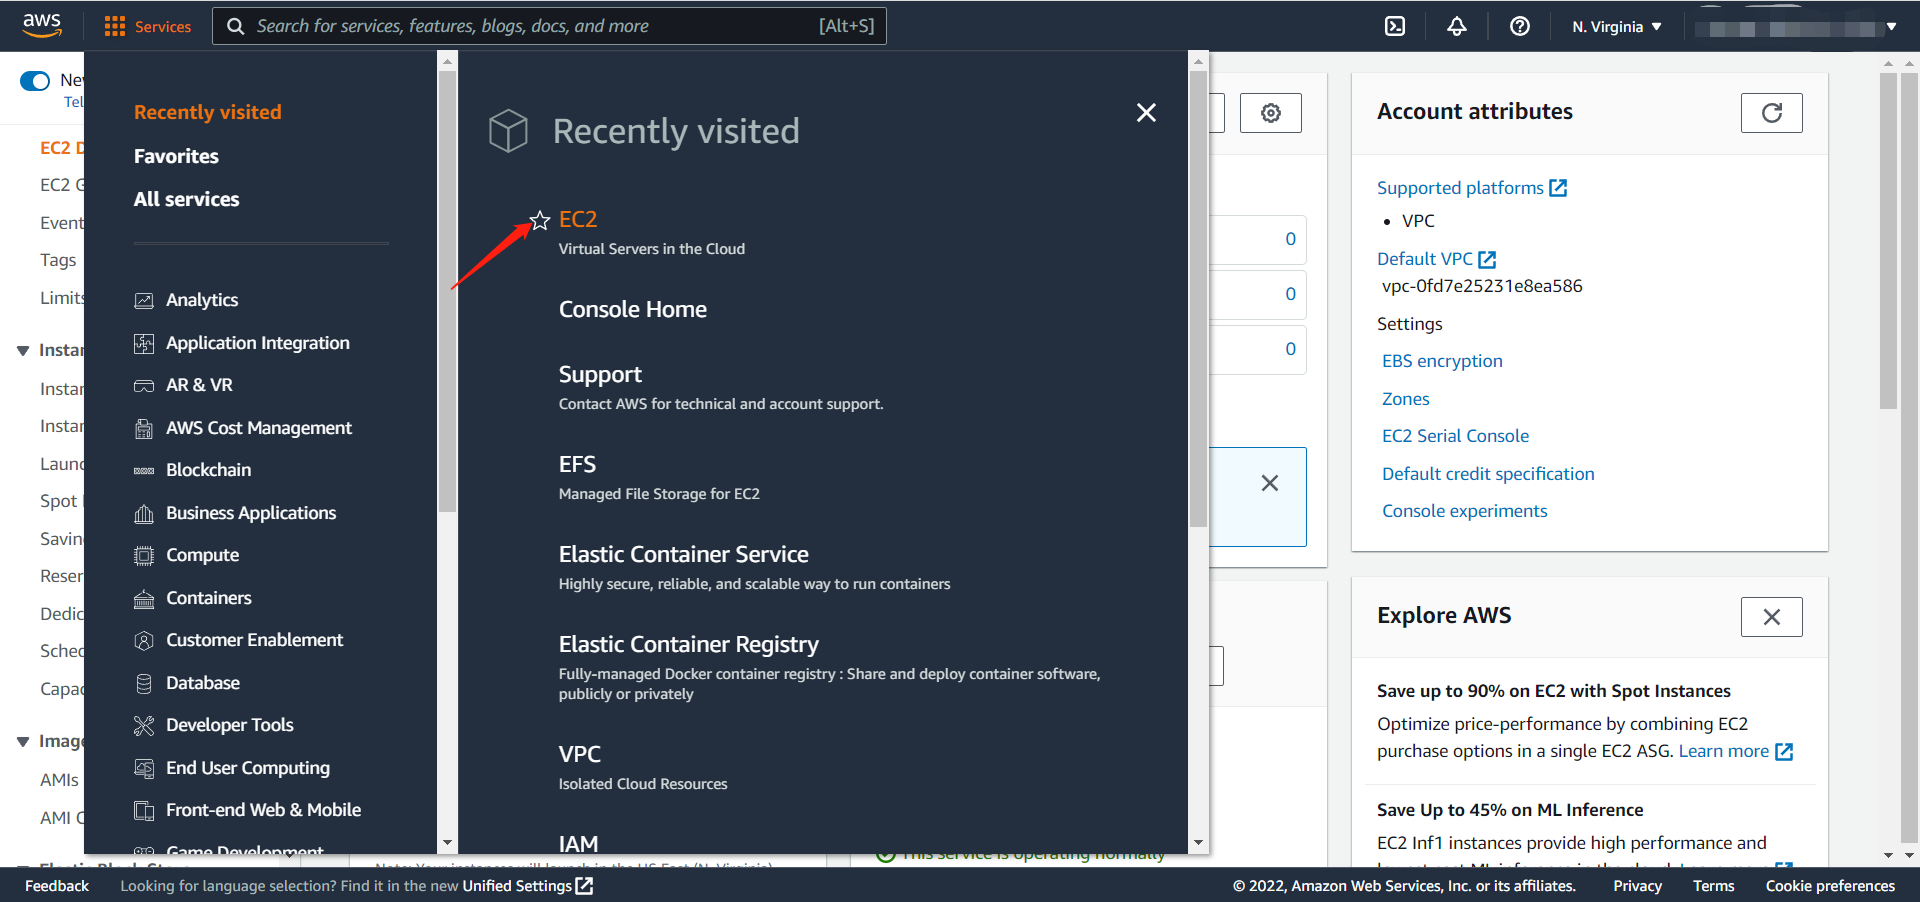 aws
Services
Search for services, features, blogs, docs, and more
[Alt+S]
N. Virginia
Recently visited
Favorites
All services
Analytics
Application Integration
AR & VR
AWS Cost Management
Blockchain
Business Applications
Compute
Containers
Customer Enablement
Database
Developer Tools
End User Computing
Front-end Web & Mobile
Game Development
Recently visited
EC2
Virtual Servers in the Cloud
Console Home
Support
Contact AWS for technical and account support.
EFS
Managed File Storage for EC2
Elastic Container Service
Highly secure, reliable, and scalable way to run containers
Elastic Container Registry
Fully-managed Docker container registry : Share and deploy container software,
publicly or privately
VPC
Isolated Cloud Resources
IAM
Tel
EC2 D
EC2 G
Event
Tags
Limits
Instan
Instan
Instan
Laun
Spot
Savin
Reser
Dedic
Sched
Capac
Image
AMIs
AMI C
0
0
0
This service is operating normally
Account attributes
Supported platforms
• VPC
Default VPC
vpc-0fd7e25231e8ea586
Settings
EBS encryption
Zones
EC2 Serial Console
Default credit specification
Console experiments
Explore AWS
Save up to 90% on EC2 with Spot Instances
Optimize price-performance by combining EC2
purchase options in a single EC2 ASG. Learn more
Save Up to 45% on ML Inference
EC2 Inf1 instances provide high performance and
Feedback
Looking for language selection? Find it in the new Unified Settings
© 2022, Amazon Web Services, Inc. or its affiliates.
Privacy
Terms
Cookie preferences